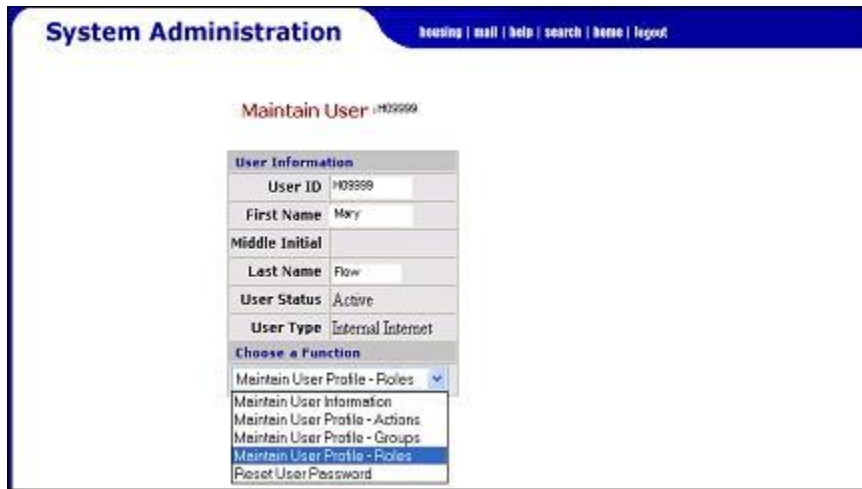 System Administration
housing | mail | help | search | home | logout
Maintain User :H09999
User Information
User ID H09999
First Name Mary
Middle Initial
Last Name Flow
User Status Active
User Type Internal Internet
Choose a Function
Maintain User Profile - Roles
Maintain User Information
Maintain User Profile - Actions
Maintain User Profile - Groups
Maintain User Profile - Roles
Reset User Password